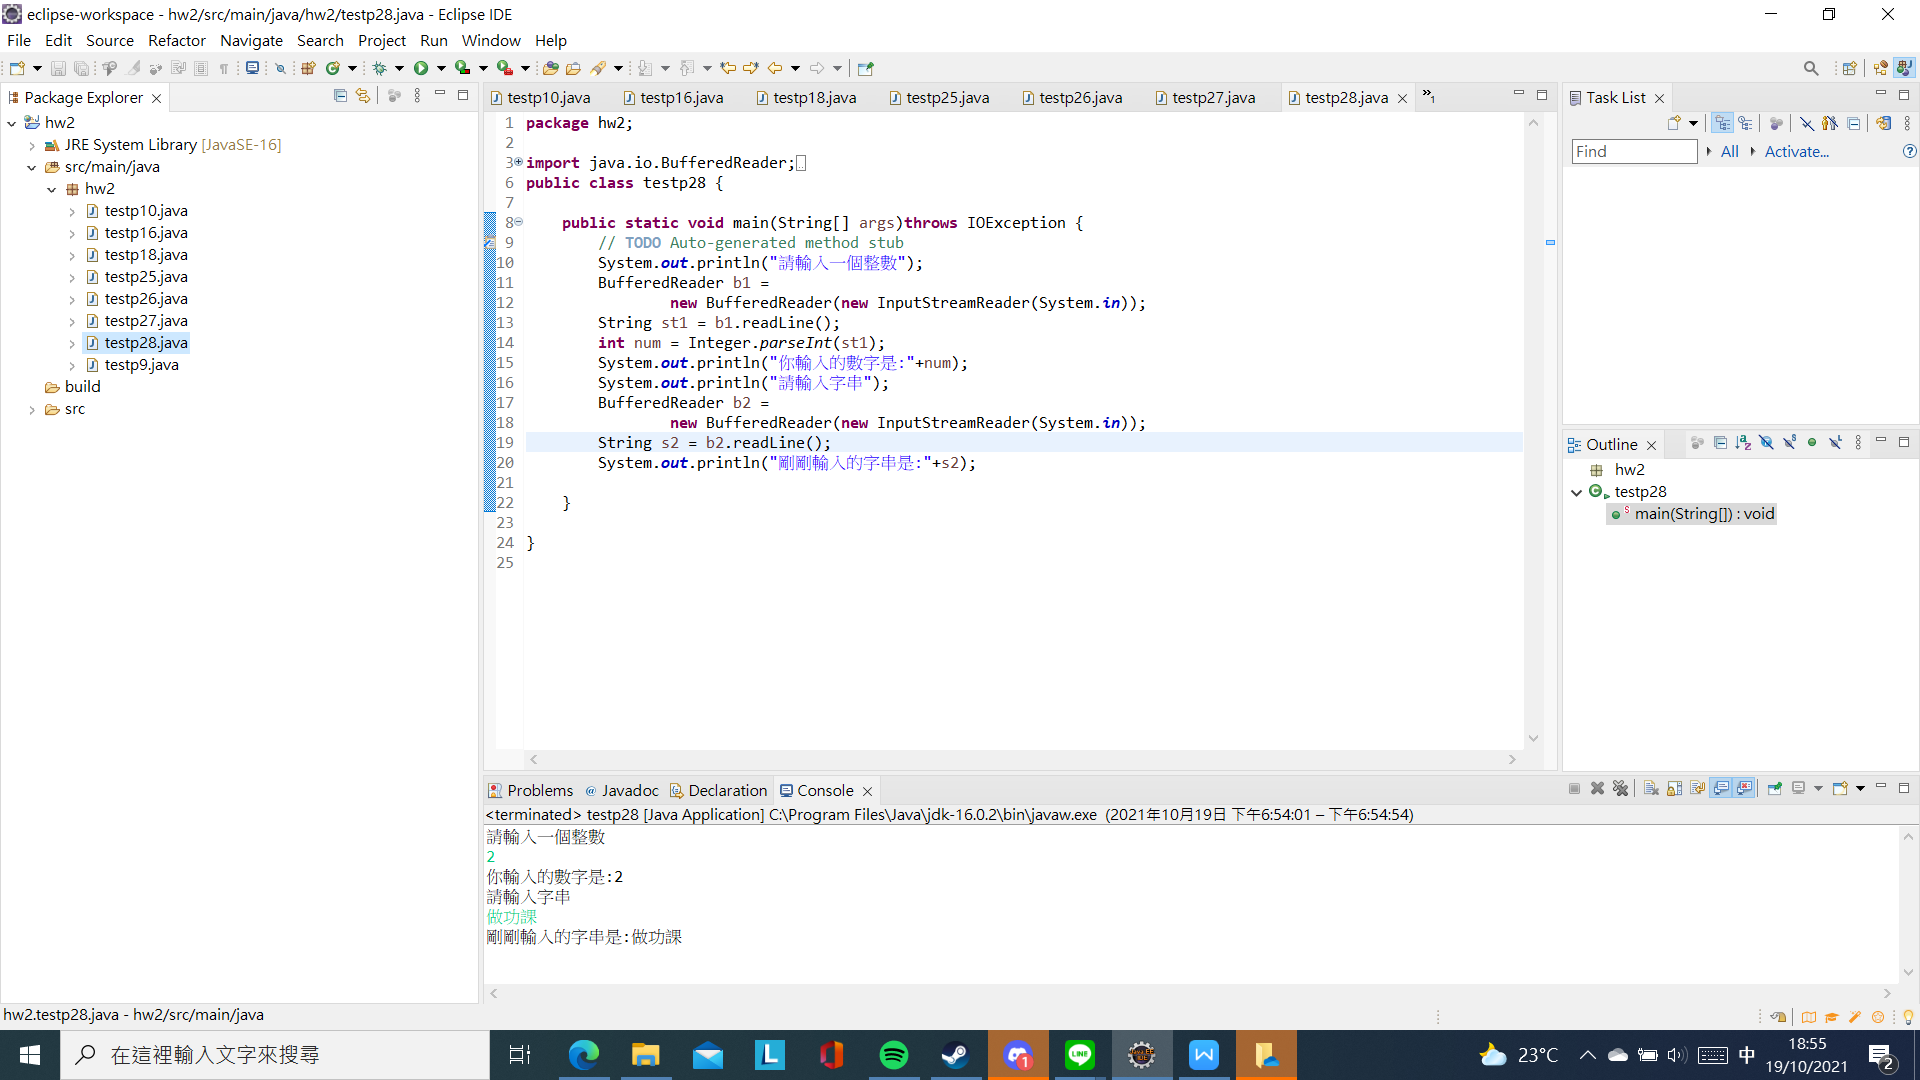 eclipse-workspace - hw2/src/main/java/hw2/testp28.java - Eclipse IDE
File Edit Source Refactor Navigate Search Project Run Window Help
Package Explorer
hw2
JRE System Library [JavaSE-16]
src/main/java
hw2
testp10.java
testp16.java
testp18.java
testp25.java
testp26.java
testp27.java
testp28.java
testp9.java
build
src
testp10.java testp16.java testp18.java testp25.java testp26.java testp27.java testp28.java »1
1 package hw2;
2
3 import java.io.BufferedReader;
6 public class testp28 {
7
8 public static void main(String[] args)throws IOException {
9 // TODO Auto-generated method stub
10 System.out.println("請輸入一個整數");
11 BufferedReader b1 =
12 new BufferedReader(new InputStreamReader(System.in));
13 String st1 = b1.readLine();
14 int num = Integer.parseInt(st1);
15 System.out.println("你輸入的數字是:"+num);
16 System.out.println("請輸入字串");
17 BufferedReader b2 =
18 new BufferedReader(new InputStreamReader(System.in));
19 String s2 = b2.readLine();
20 System.out.println("剛剛輸入的字串是:"+s2);
21
22 }
23
24 }
25
Task List
Find All Activate...
Outline
hw2
testp28
main(String[]) : void
Problems @ Javadoc Declaration Console
<terminated> testp28 [Java Application] C:\Program Files\Java\jdk-16.0.2\bin\javaw.exe (2021年10月19日 下午6:54:01 – 下午6:54:54)
請輸入一個整數
2
你輸入的數字是:2
請輸入字串
做功課
剛剛輸入的字串是:做功課
hw2.testp28.java - hw2/src/main/java
在這裡輸入文字來搜尋
1
LINE
23°C
中
18:55
19/10/2021
2